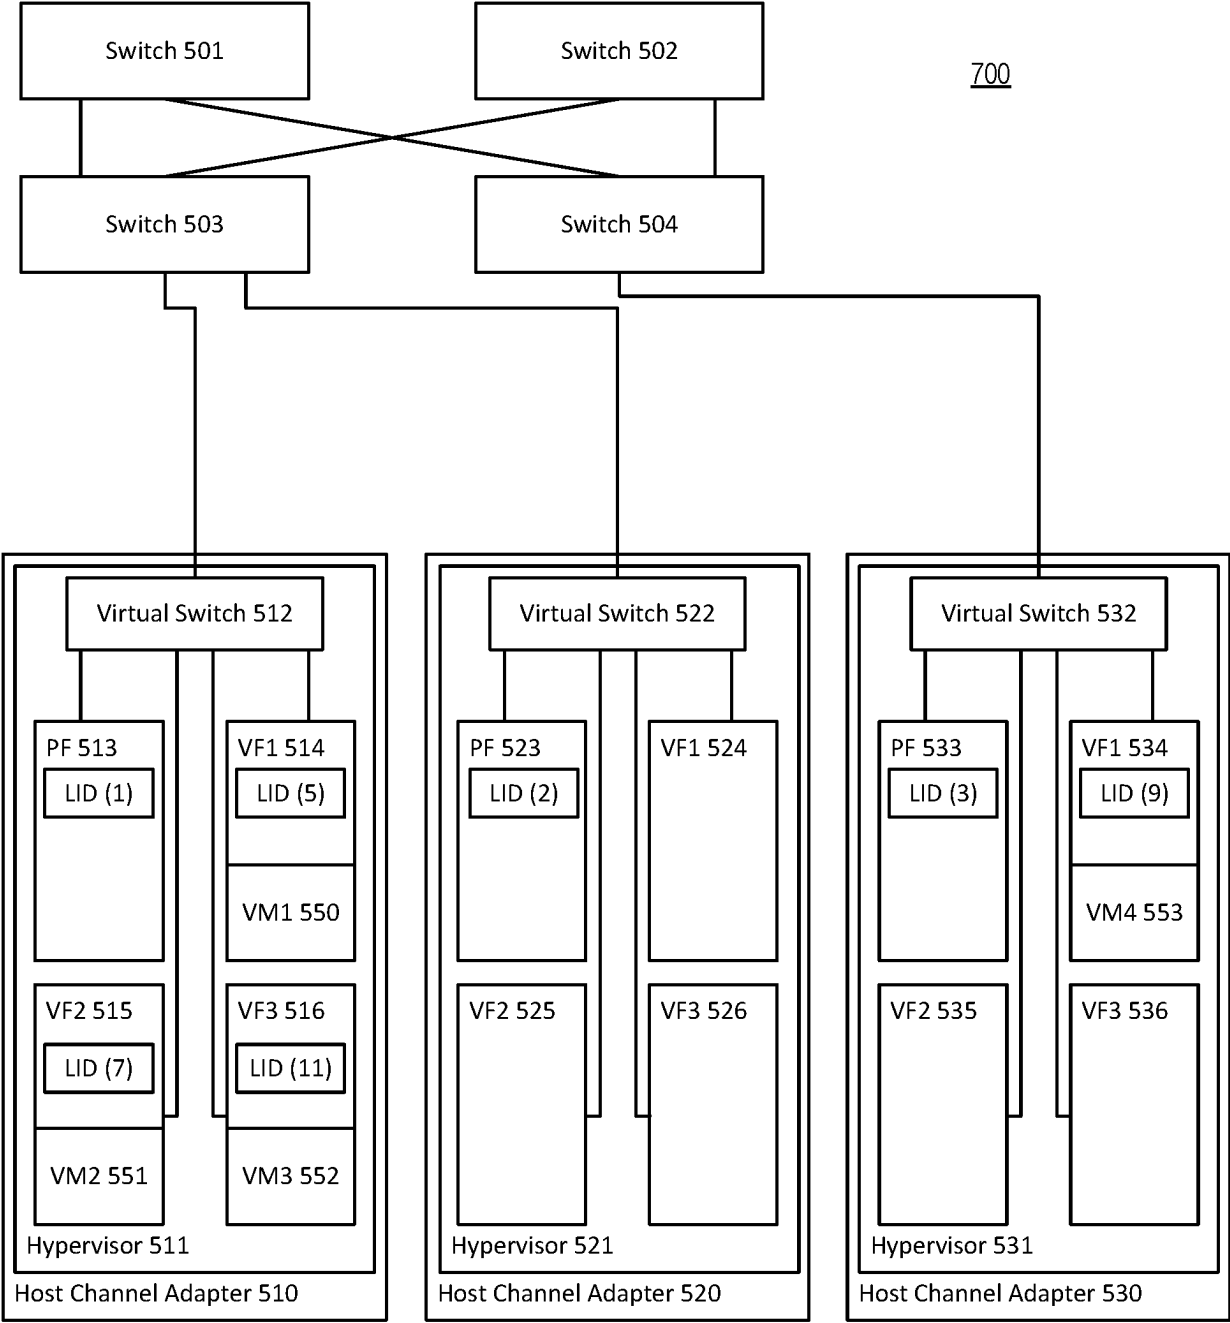 Switch 501
Switch 502
700
Switch 503
Switch 504
Virtual Switch 512
Virtual Switch 522
Virtual Switch 532
PF 513
LID (1)
VF1 514
LID (5)
VM1 550
PF 523
LID (2)
VF1 524
PF 533
LID (3)
VF1 534
LID (9)
VM4 553
VF2 515
LID (7)
VM2 551
VF3 516
LID (11)
VM3 552
VF2 525
VF3 526
VF2 535
VF3 536
Hypervisor 511
Hypervisor 521
Hypervisor 531
Host Channel Adapter 510
Host Channel Adapter 520
Host Channel Adapter 530